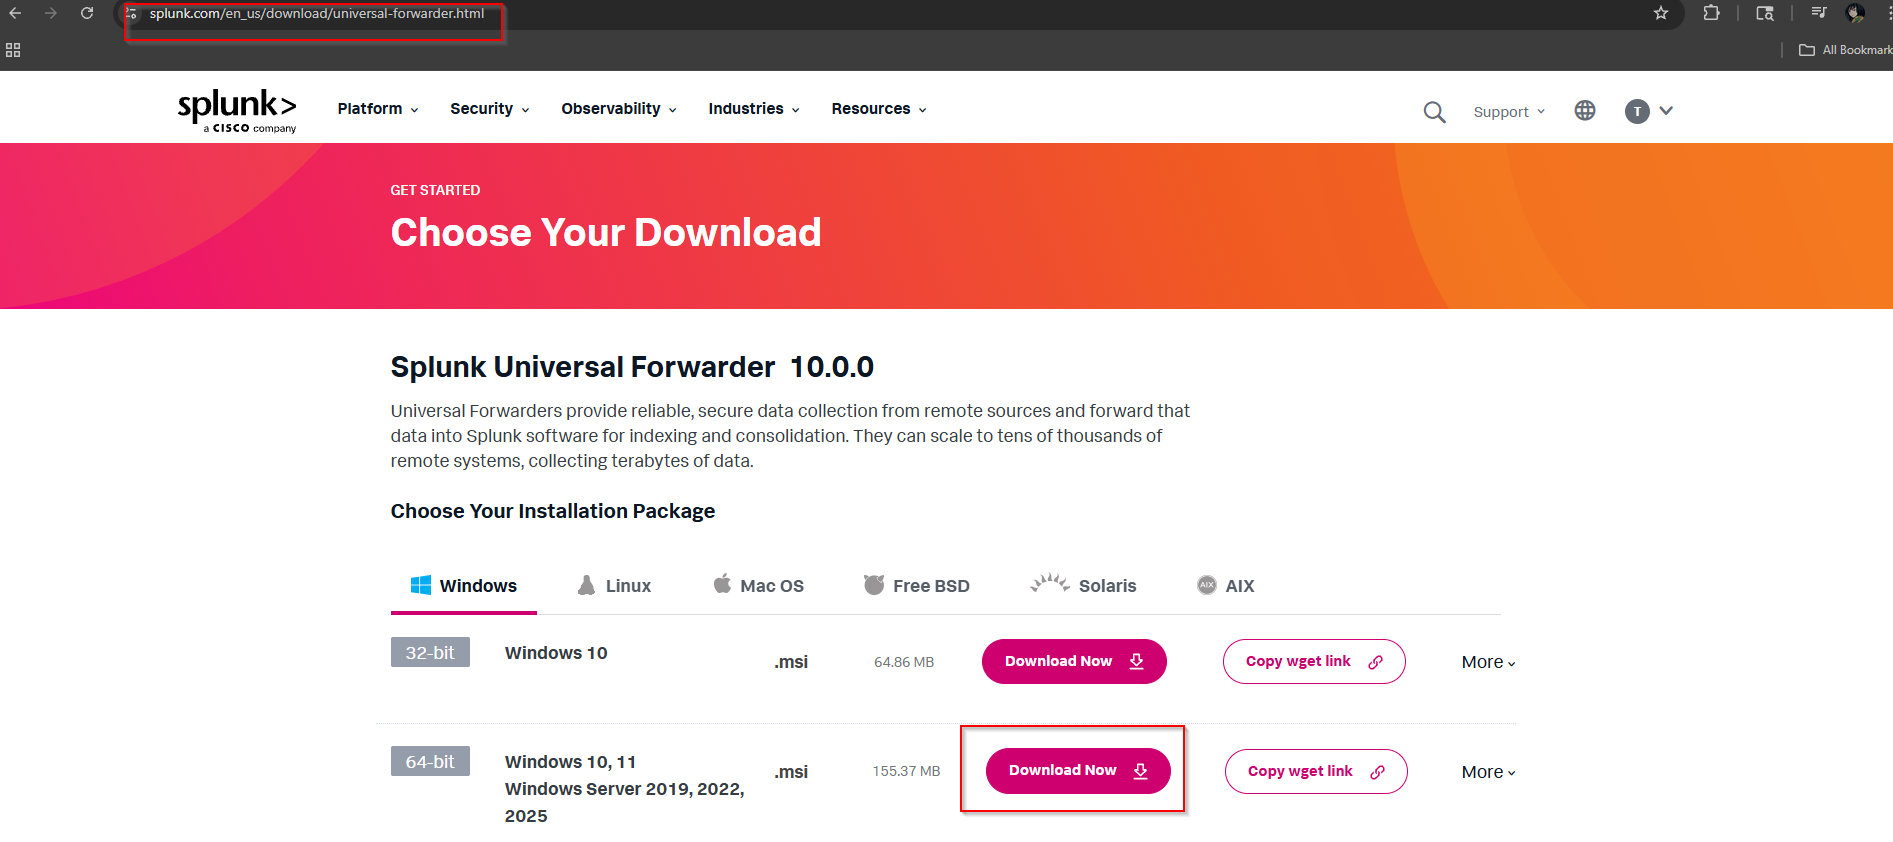 splunk.com/en_us/download/universal-forwarder.html
All Bookmark
splunk>
a CISCO company
Platform
Security
Observability
Industries
Resources
Support
T
GET STARTED
Choose Your Download
Splunk Universal Forwarder 10.0.0
Universal Forwarders provide reliable, secure data collection from remote sources and forward that
data into Splunk software for indexing and consolidation. They can scale to tens of thousands of
remote systems, collecting terabytes of data.
Choose Your Installation Package
Windows
Linux
Mac OS
Free BSD
Solaris
AIX
AIX
32-bit
Windows 10
.msi
64.86 MB
Download Now
Copy wget link
More
64-bit
Windows 10, 11
Windows Server 2019, 2022,
2025
.msi
155.37 MB
Download Now
Copy wget link
More